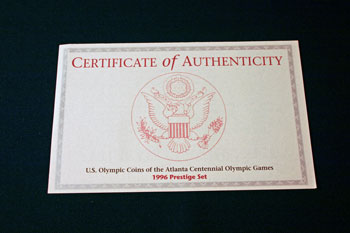 CERTIFICATE of AUTHENTICITY
U.S. Olympic Coins of the Atlanta Centennial Olympic Games
1996 Prestige Set